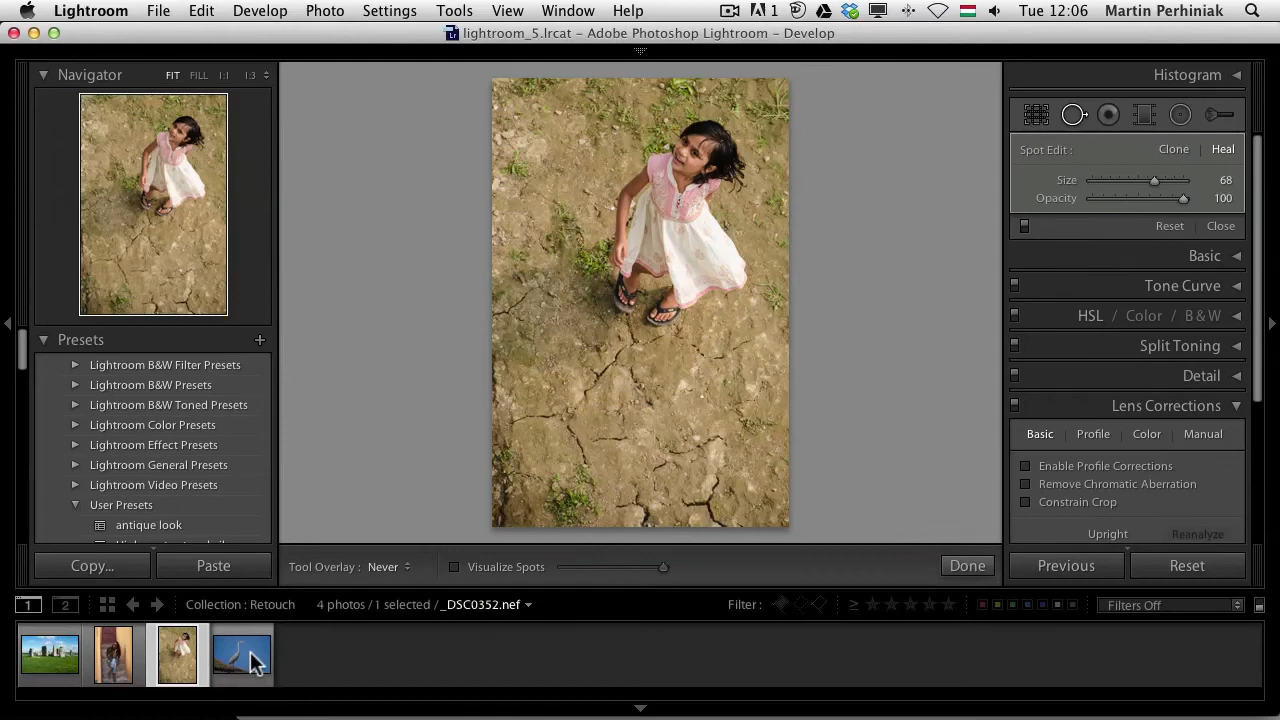 Lightroom File Edit Develop Photo Settings Tools View Window Help 1 Tue 12:06 Martin Perhiniak
Lr lightroom_5.lrcat – Adobe Photoshop Lightroom – Develop
Navigator FIT FILL 1:1 1:3
Histogram
Spot Edit : Clone Heal
Size 68
Opacity 100
Reset Close
Basic
Tone Curve
HSL / Color / B & W
Split Toning
Detail
Lens Corrections
Basic Profile Color Manual
Enable Profile Corrections
Remove Chromatic Aberration
Constrain Crop
Upright Reanalyze
Presets +
Lightroom B&W Filter Presets
Lightroom B&W Presets
Lightroom B&W Toned Presets
Lightroom Color Presets
Lightroom Effect Presets
Lightroom General Presets
Lightroom Video Presets
User Presets
antique look
Copy... Paste
Tool Overlay : Never Visualize Spots Done
Previous Reset
1 2 Collection : Retouch 4 photos / 1 selected / _DSC0352.nef Filter : Filters Off